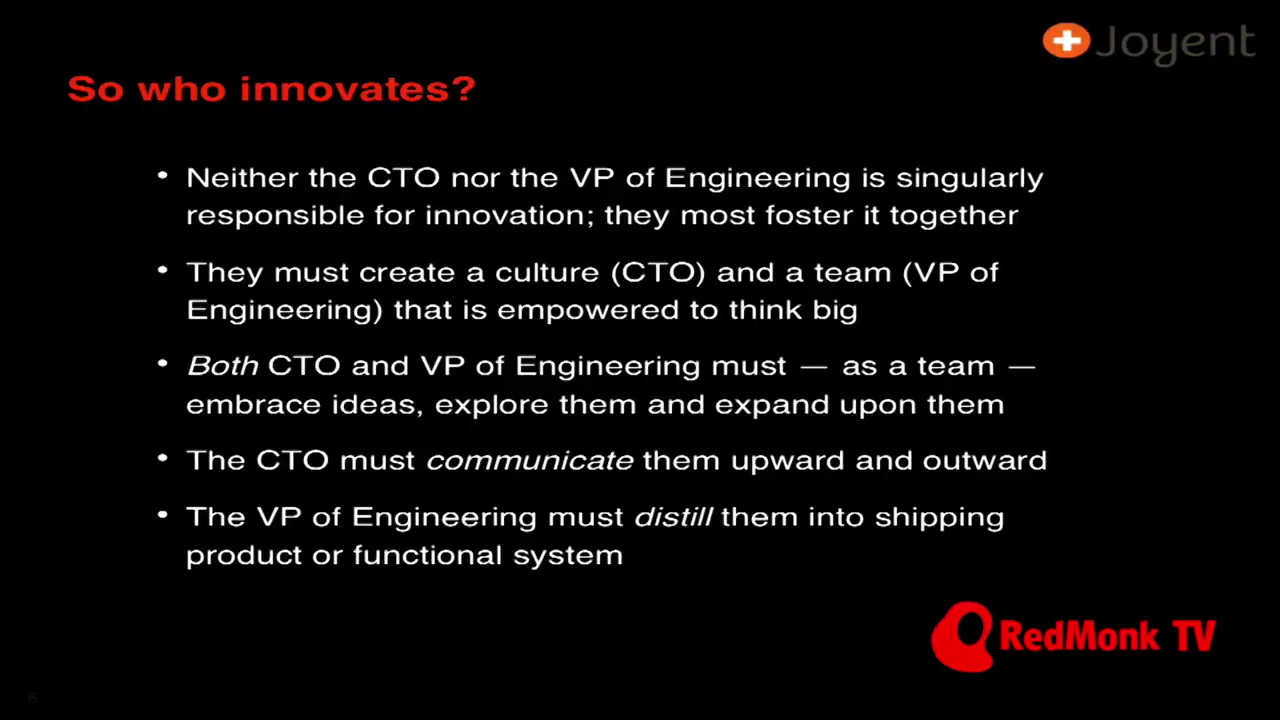 Joyent
So who innovates?
• Neither the CTO nor the VP of Engineering is singularly
responsible for innovation; they most foster it together
• They must create a culture (CTO) and a team (VP of
Engineering) that is empowered to think big
• Both CTO and VP of Engineering must — as a team —
embrace ideas, explore them and expand upon them
• The CTO must communicate them upward and outward
• The VP of Engineering must distill them into shipping
product or functional system
RedMonk TV